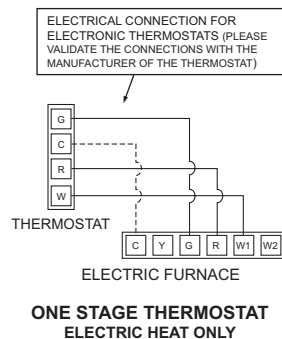 ELECTRICAL CONNECTION FOR
ELECTRONIC THERMOSTATS (PLEASE
VALIDATE THE CONNECTIONS WITH THE
MANUFACTURER OF THE THERMOSTAT)
G
C
R
W
THERMOSTAT
C Y G R W1 W2
ELECTRIC FURNACE
ONE STAGE THERMOSTAT
ELECTRIC HEAT ONLY